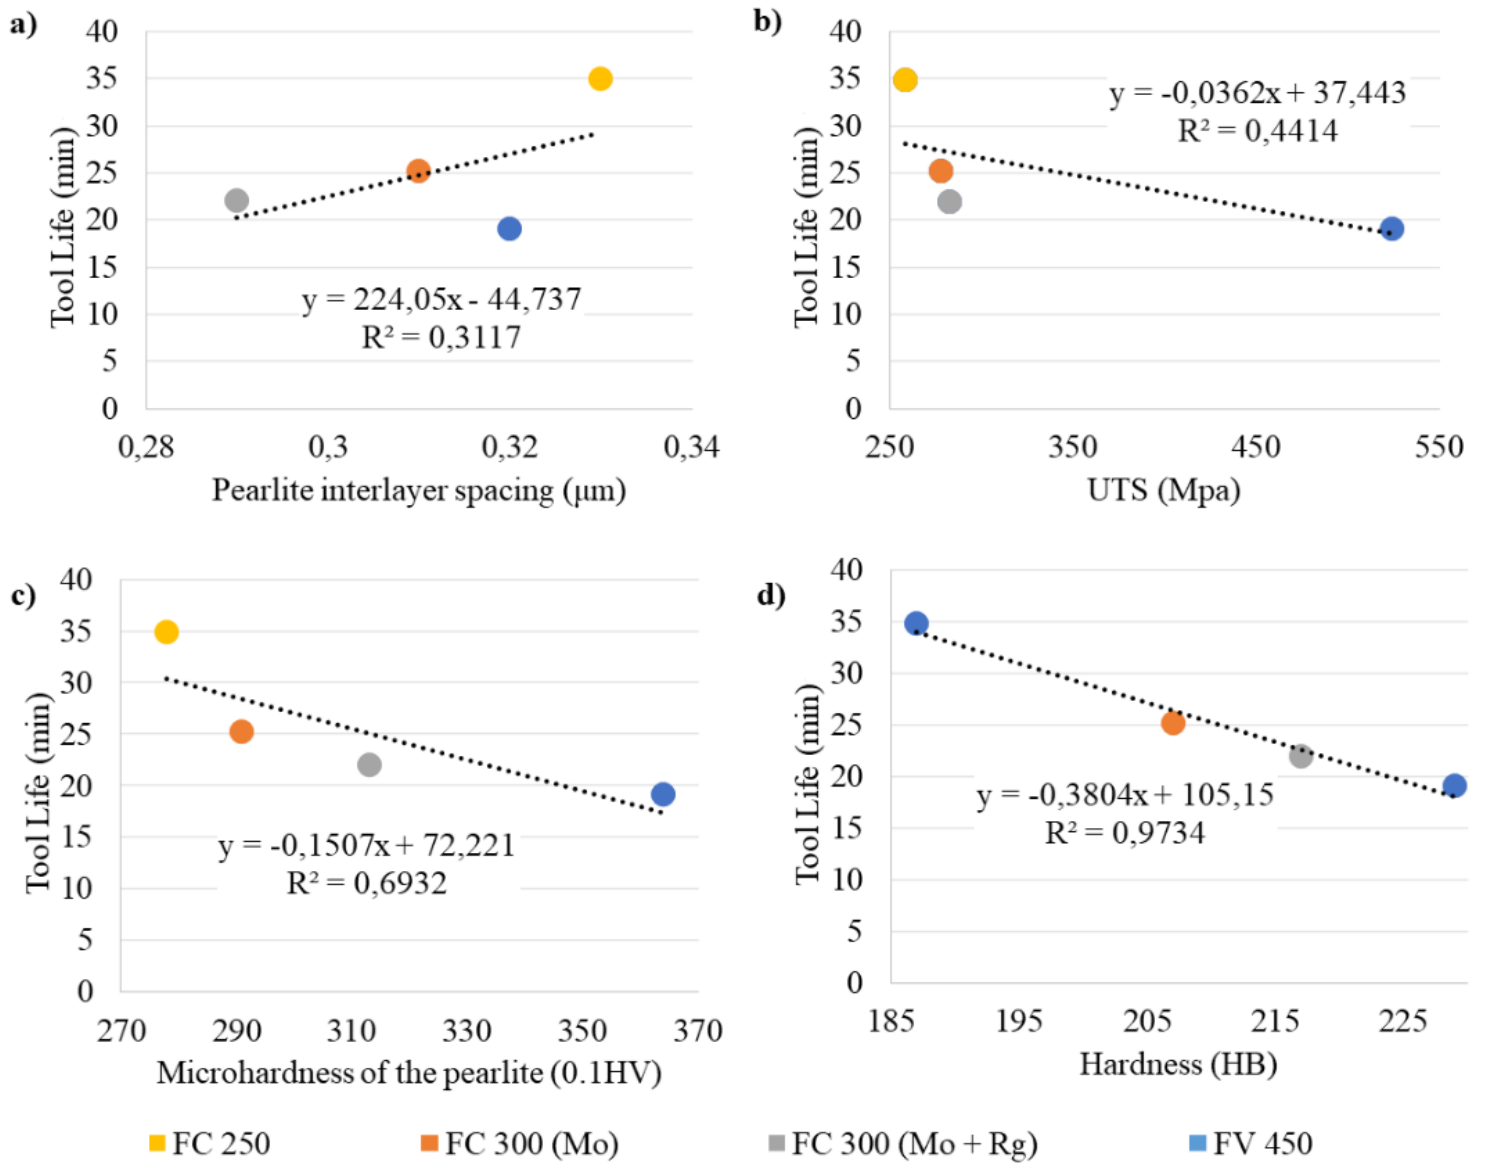 a)
40
35
30
25
20
15
10
5
0
Tool Life (min)
y = 224,05x - 44,737
R² = 0,3117
0,28 0,3 0,32 0,34
Pearlite interlayer spacing (µm)
b)
40
35
30
25
20
15
10
5
0
Tool Life (min)
y = -0,0362x + 37,443
R² = 0,4414
250 350 450 550
UTS (Mpa)
c)
40
35
30
25
20
15
10
5
0
Tool Life (min)
y = -0,1507x + 72,221
R² = 0,6932
270 290 310 330 350 370
Microhardness of the pearlite (0.1HV)
d)
40
35
30
25
20
15
10
5
0
Tool Life (min)
y = -0,3804x + 105,15
R² = 0,9734
185 195 205 215 225
Hardness (HB)
FC 250 FC 300 (Mo) FC 300 (Mo + Rg) FV 450